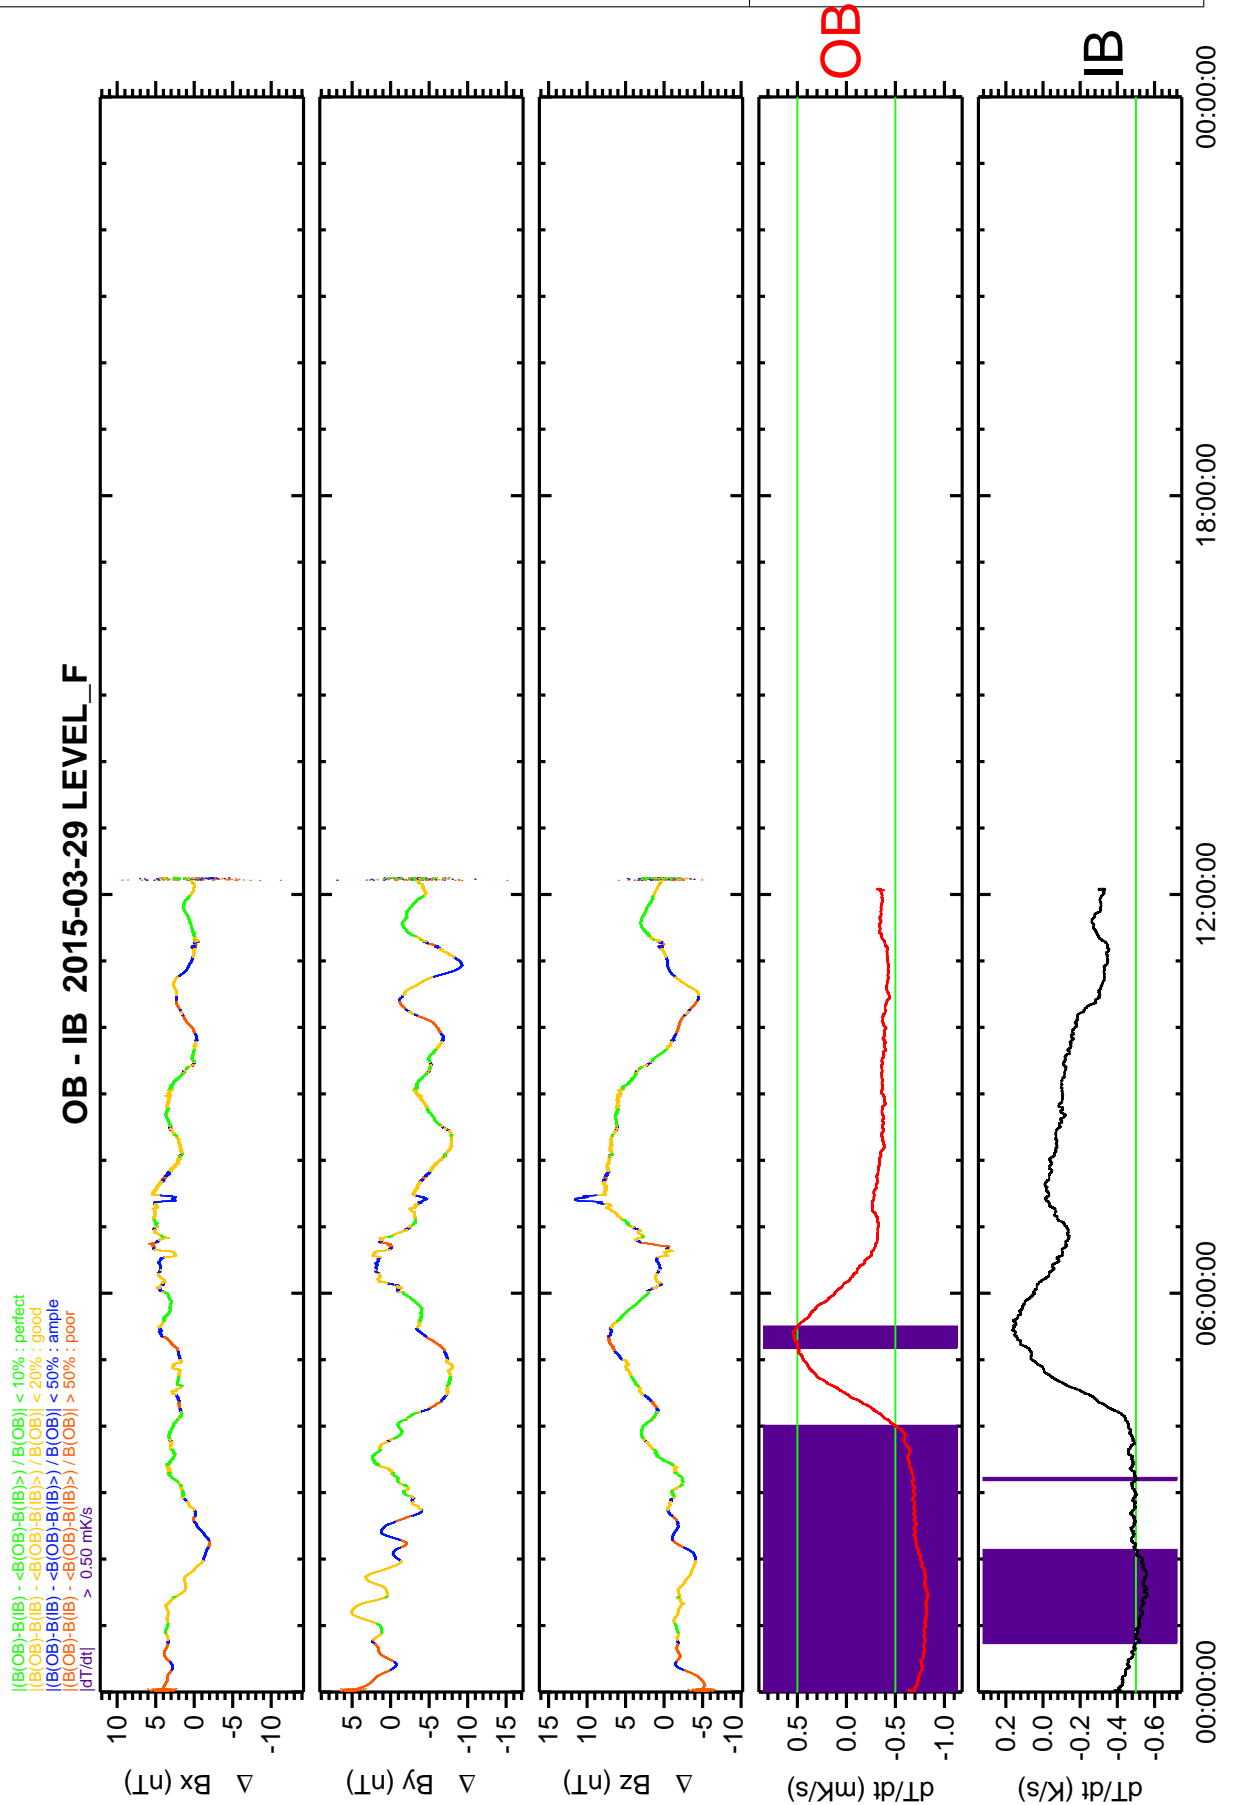 OB - IB 2015-03-29 LEVEL_F
|(B(OB)-B(IB) - <B(OB)-B(IB)>) / B(OB)| < 10% : perfect
|(B(OB)-B(IB) - <B(OB)-B(IB)>) / B(OB)| < 20% : good
|(B(OB)-B(IB) - <B(OB)-B(IB)>) / B(OB)| < 50% : ample
|(B(OB)-B(IB) - <B(OB)-B(IB)>) / B(OB)| > 50% : poor
|dT/dt| > 0.50 mK/s
10 5 0 -5 -10
Δ Bx (nT)
5 0 -5 -10 -15
Δ By (nT)
15 10 5 0 -5 -10
Δ Bz (nT)
0.5 0.0 -0.5 -1.0
dT/dt (mK/s)
OB
0.2 0.0 -0.2 -0.4 -0.6
dT/dt (K/s)
IB
00:00:00 06:00:00 12:00:00 18:00:00 00:00:00